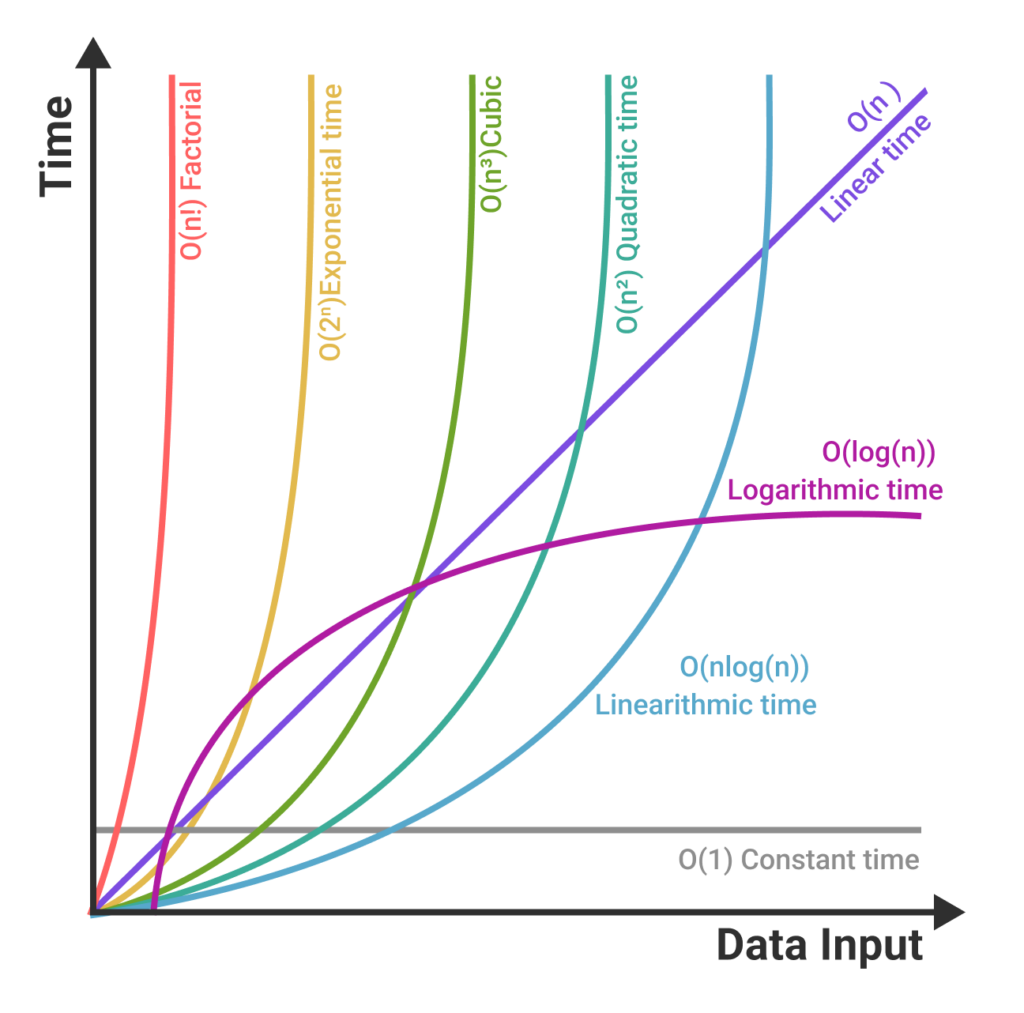 Time
O(n!) Factorial
O(2ⁿ)Exponential time
O(n³)Cubic
O(n²) Quadratic time
O(n )
Linear time
O(log(n))
Logarithmic time
O(nlog(n))
Linearithmic time
O(1) Constant time
Data Input